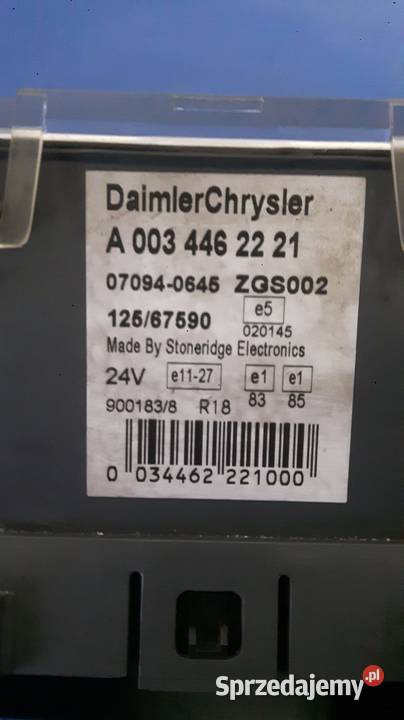 DaimlerChrysler
A 003 446 22 21
07094-0645 ZGS002
125/67590 e5
020145
Made By Stoneridge Electronics
24V e11-27 e1 e1
83 85
900183/8 R18
0 034462 221000
Sprzedajemy.pl